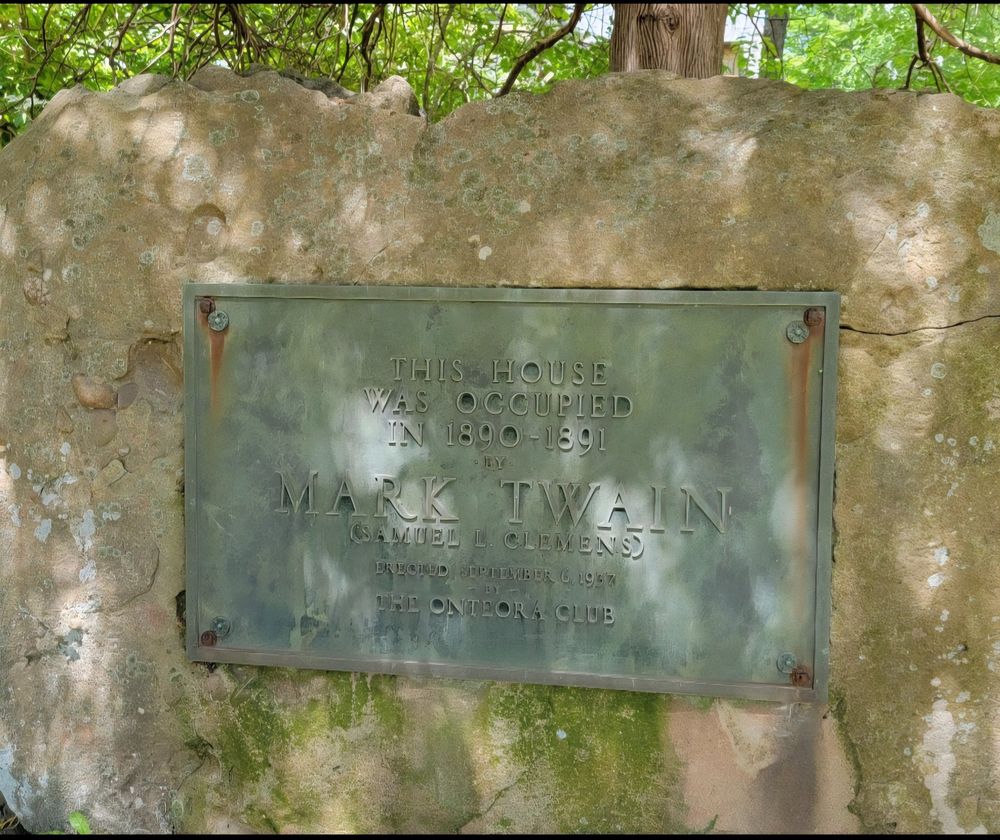 THIS HOUSE
WAS OCCUPIED
IN 1890-1891
·BY·
MARK TWAIN
(SAMUEL L. CLEMENS)
ERECTED SEPTEMBER 6, 1937
BY
THE ONTEORA CLUB